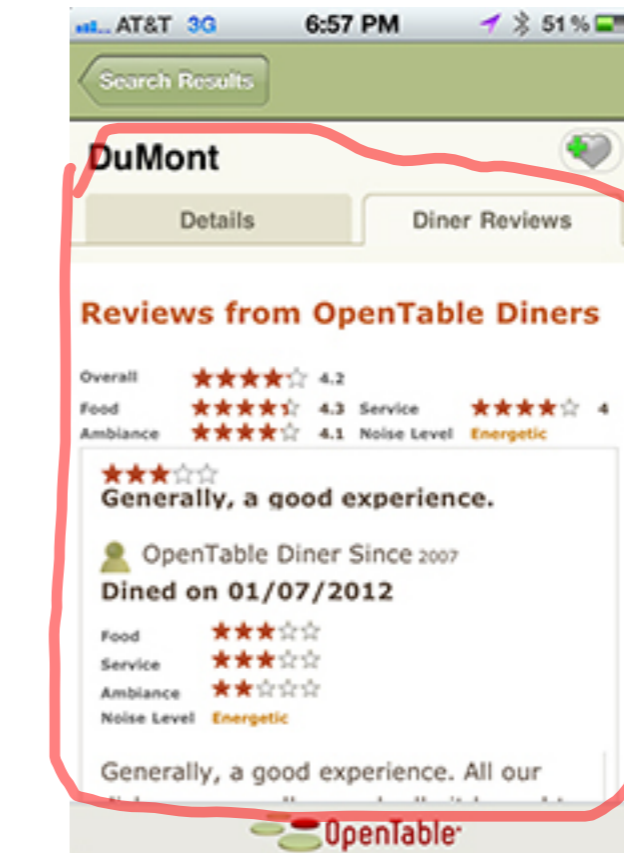 AT&T 3G 6:57 PM 51%
Search Results
DuMont
Details Diner Reviews
Reviews from OpenTable Diners
Overall 4.2
Food 4.3 Service 4
Ambiance 4.1 Noise Level Energetic
Generally, a good experience.
OpenTable Diner Since 2007
Dined on 01/07/2012
Food
Service
Ambiance
Noise Level Energetic
Generally, a good experience. All our
OpenTable